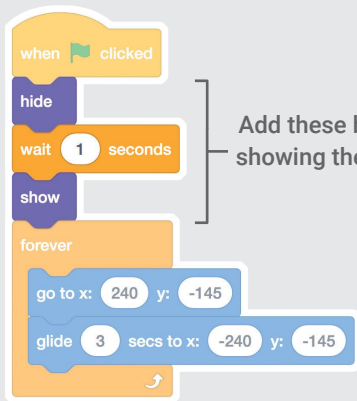 when clicked
hide
wait 1 seconds
show
forever
go to x: 240 y: -145
glide 3 secs to x: -240 y: -145
Add these
showing the